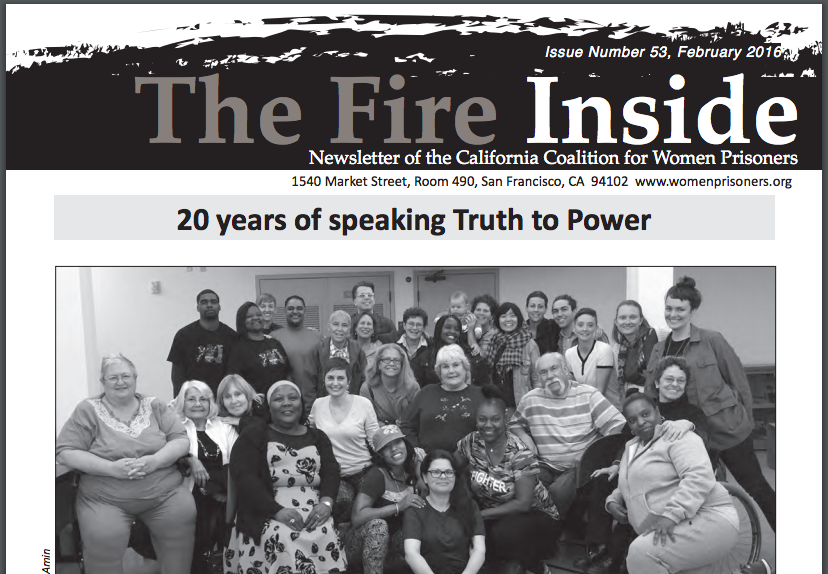 Issue Number 53, February 2016
The Fire Inside
Newsletter of the California Coalition for Women Prisoners
1540 Market Street, Room 490, San Francisco, CA 94102 www.womenprisoners.org
20 years of speaking Truth to Power
FIGHTER
Amin